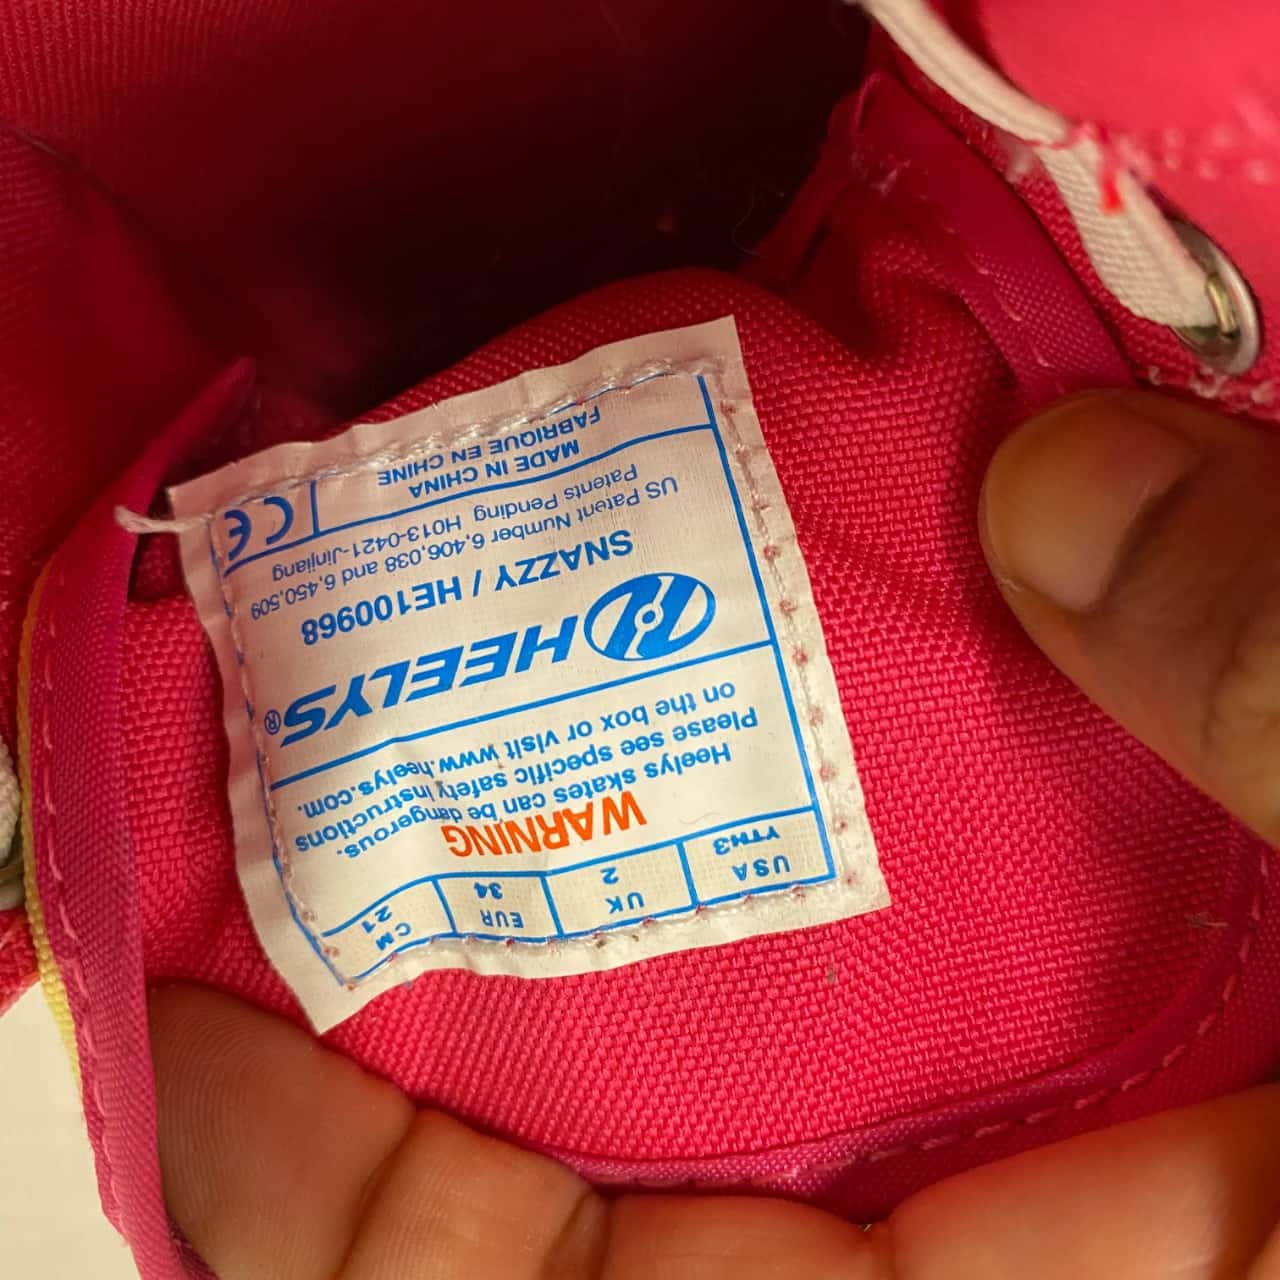 USA UK EUR CM
YTH3 2 34 21
WARNING
Heelys skates can be dangerous.
Please see specific safety instructions
on the box or visit www.heelys.com.
HEELYS®
SNAZZY / HE100968
US Patent Number 6,406,038 and 6,450,509
Patents Pending H013-0421-Jinjiang
MADE IN CHINA
FABRIQUE EN CHINE
CE